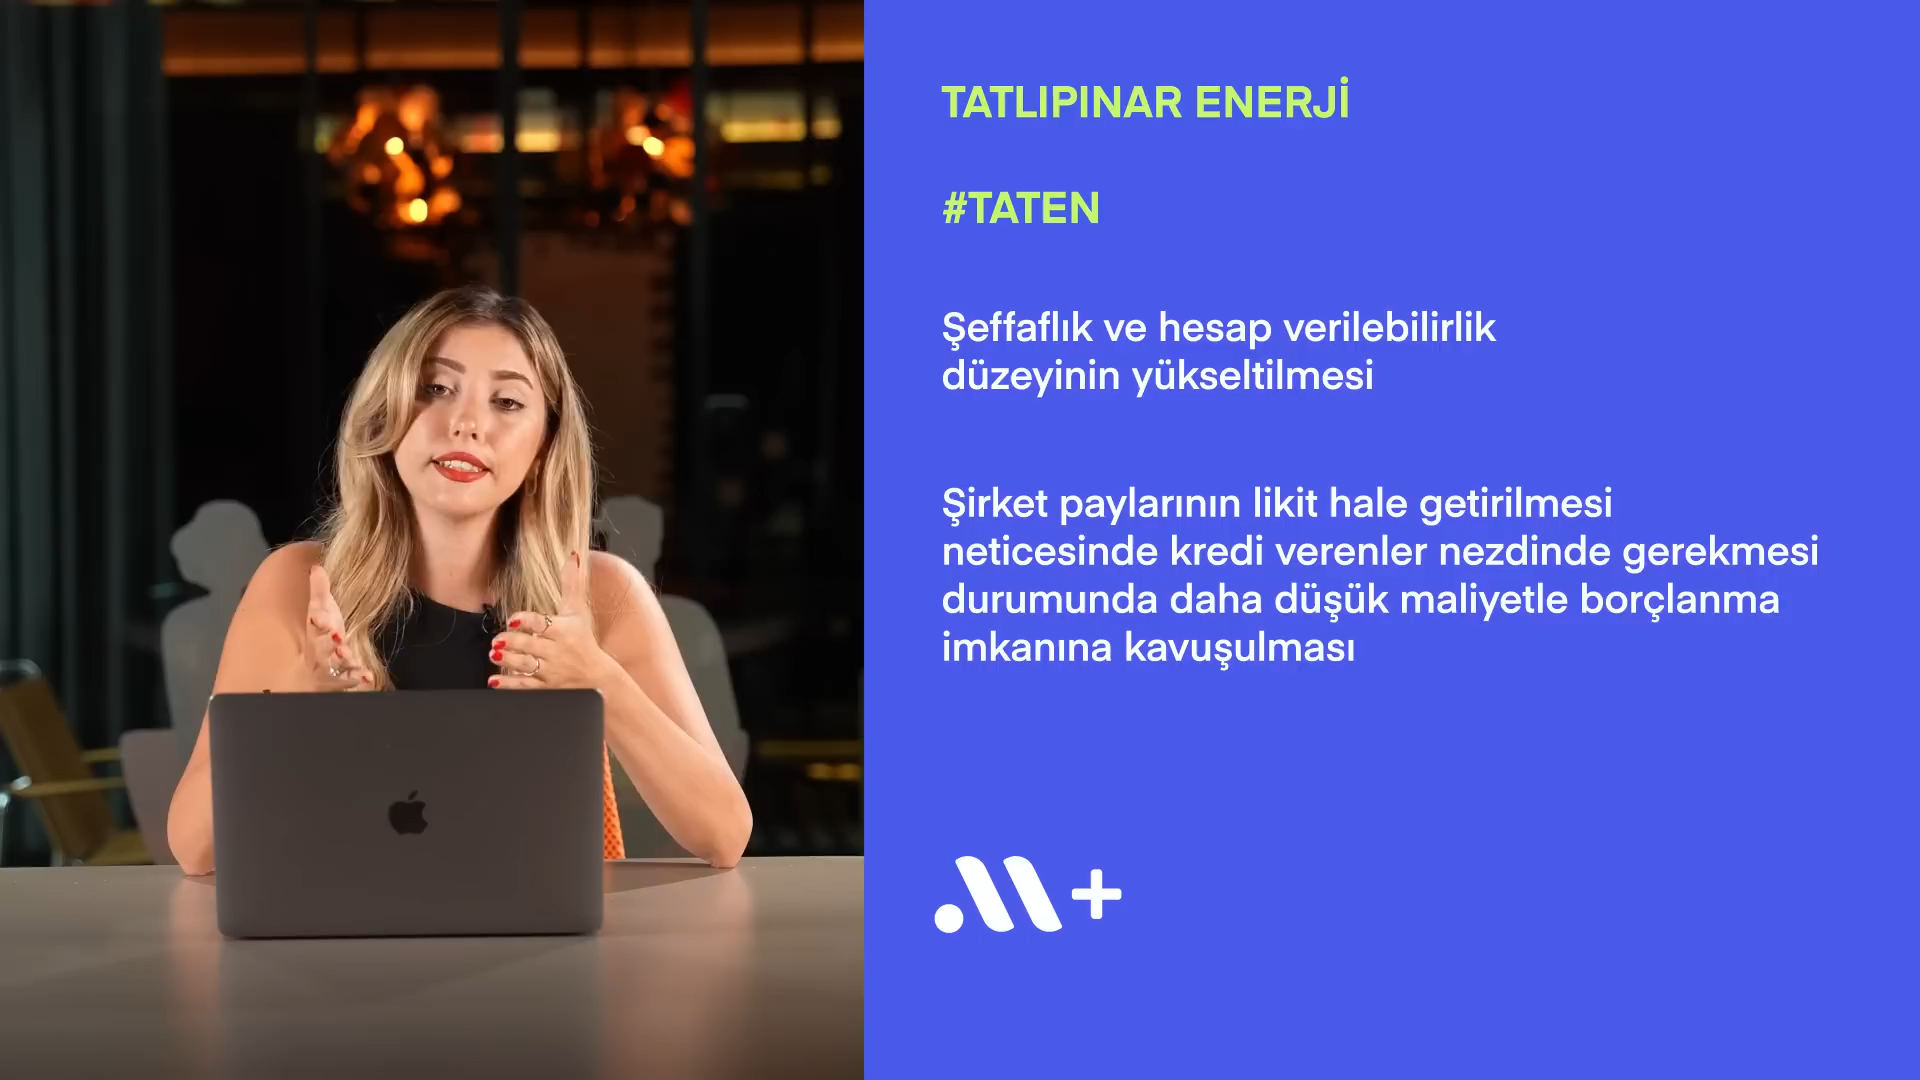 TATLIPINAR ENERJİ
#TATEN
Şeffaflık ve hesap verilebilirlik
düzeyinin yükseltilmesi
Şirket paylarının likit hale getirilmesi
neticesinde kredi verenler nezdinde gerekmesi
durumunda daha düşük maliyetle borçlanma
imkanına kavuşulması